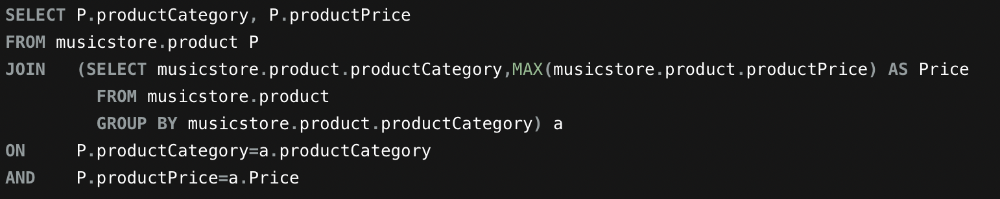 SELECT P.productCategory, P.productPrice
FROM musicstore.product P
JOIN   (SELECT musicstore.product.productCategory,MAX(musicstore.product.productPrice) AS Price
         FROM musicstore.product
         GROUP BY musicstore.product.productCategory) a
ON     P.productCategory=a.productCategory
AND    P.productPrice=a.Price